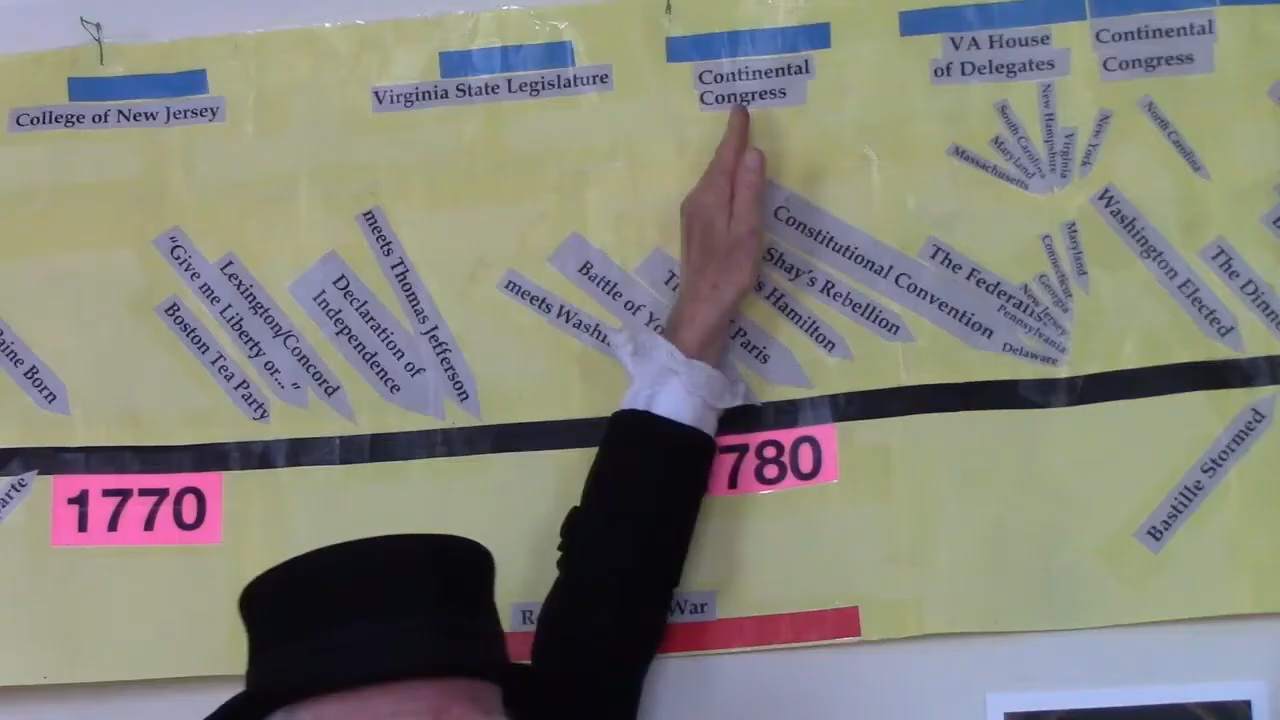 College of New Jersey
Virginia State Legislature
Continental
Congress
VA House
of Delegates
Continental
Congress
Massachusetts
Maryland
South Carolina
New Hampshire
Virginia
New York
North Carolina
aine Born
Boston Tea Party
"Give me Liberty or..."
Lexington/Concord
Declaration of
Independence
meets Thomas Jefferson
meets Wash
Battle of Yo
Paris
s Hamilton
Shay's Rebellion
Constitutional Convention
The Federalis
Maryland
Connecticut
Georgia
New Jersey
Pennsylvania
Delaware
Washington Elected
The Dinn
arte
1770
780
Bastille Stormed
R War